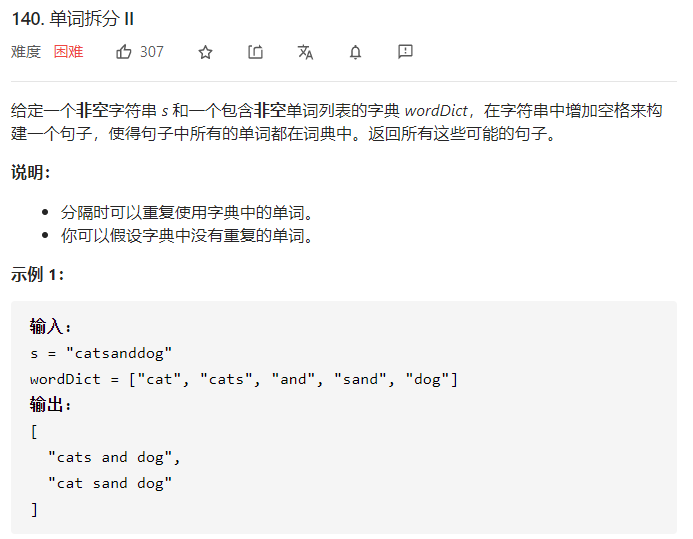 140. 单词拆分 II
难度 困难 307
给定一个非空字符串 s 和一个包含非空单词列表的字典 wordDict，在字符串中增加空格来构
建一个句子，使得句子中所有的单词都在词典中。返回所有这些可能的句子。
说明：
• 分隔时可以重复使用字典中的单词。
• 你可以假设字典中没有重复的单词。
示例 1：
输入:
s = "catsanddog"
wordDict = ["cat", "cats", "and", "sand", "dog"]
输出:
[
"cats and dog",
"cat sand dog"
]